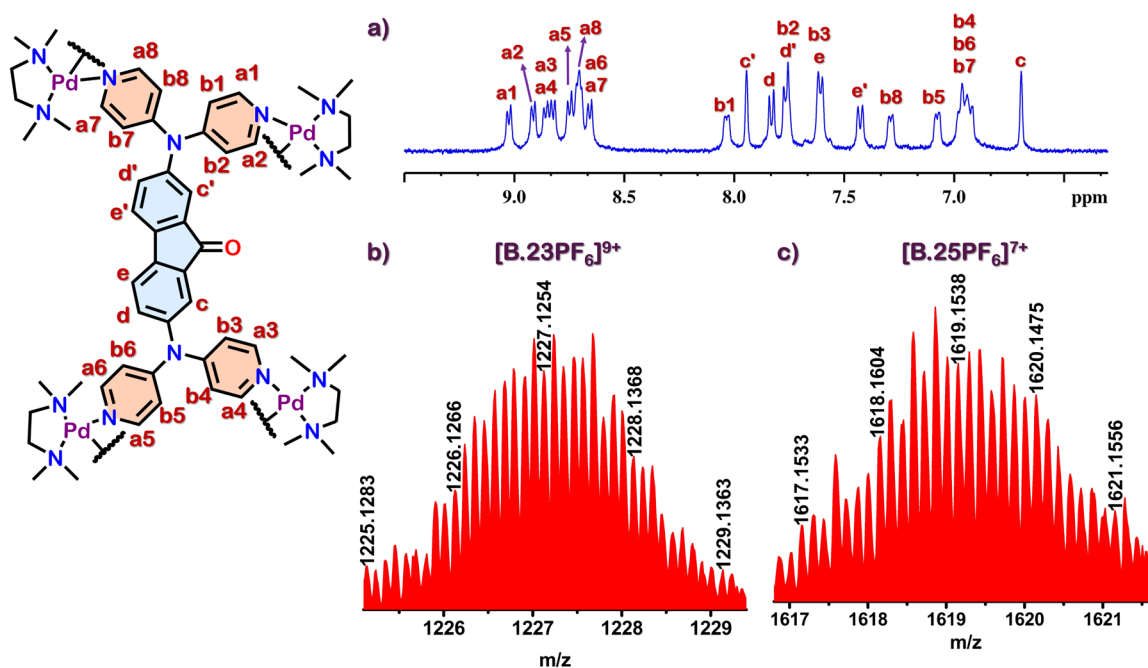 a8
N
Pd
N
N
a7
b8
b7
b1
a1
N
b2
a2
N
Pd
N
N
d'
c'
e'
O
e
d
c
N
b6
a6
b3
a3
N
Pd
N
N
b5
a5
b4
a4
N
N
Pd
N
a)
a1
a2
a3
a4
a5
a8
a6
a7
b1
c'
d
b2
d'
b3
e
e'
b8
b5
b4
b6
b7
c
9.0
8.5
8.0
7.5
7.0
ppm
b)
[B.23PF6]9+
1225.1283
1226.1266
1227.1254
1228.1368
1229.1363
1226
1227
1228
1229
m/z
c)
[B.25PF6]7+
1617.1533
1618.1604
1619.1538
1620.1475
1621.1556
1617
1618
1619
1620
1621
m/z